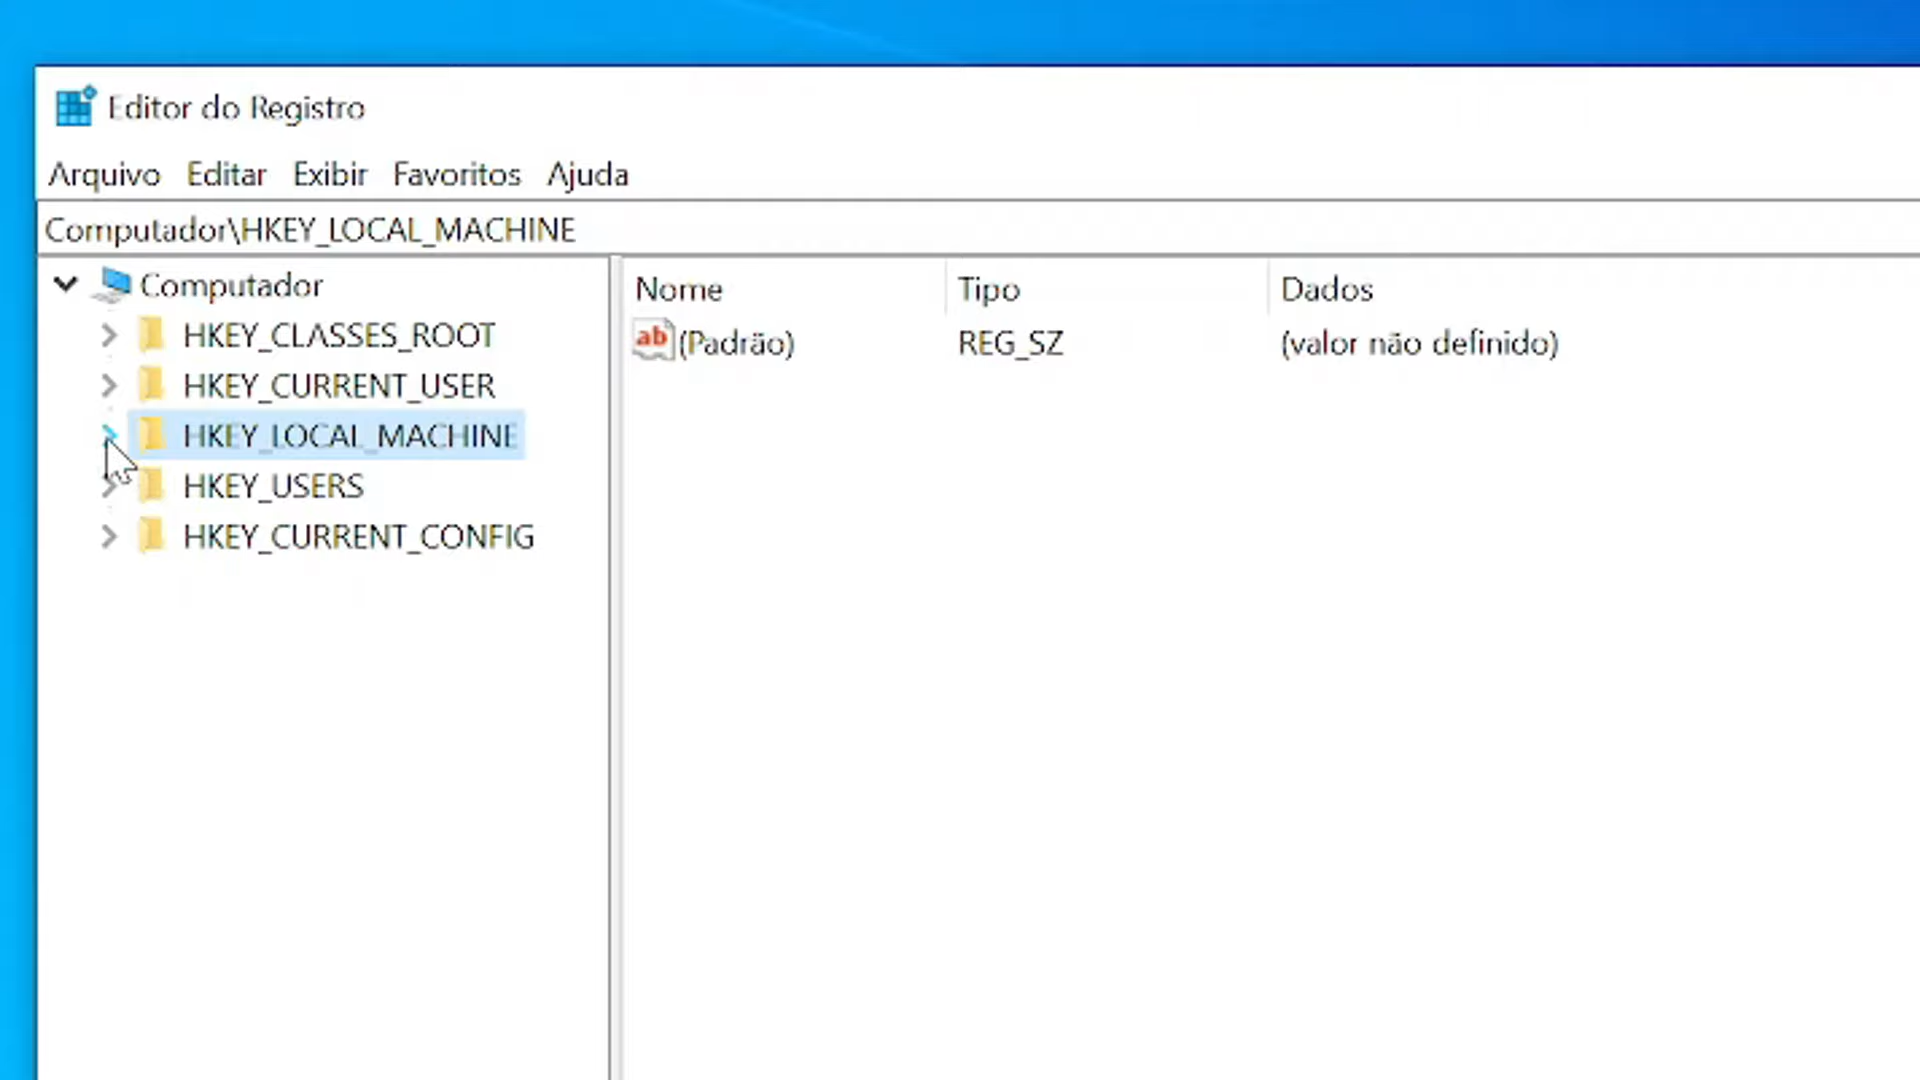 Editor do Registro
Arquivo Editar Exibir Favoritos Ajuda
Computador\HKEY_LOCAL_MACHINE
Computador
HKEY_CLASSES_ROOT
HKEY_CURRENT_USER
HKEY_LOCAL_MACHINE
HKEY_USERS
HKEY_CURRENT_CONFIG
Nome Tipo Dados
ab (Padrão) REG_SZ (valor não definido)